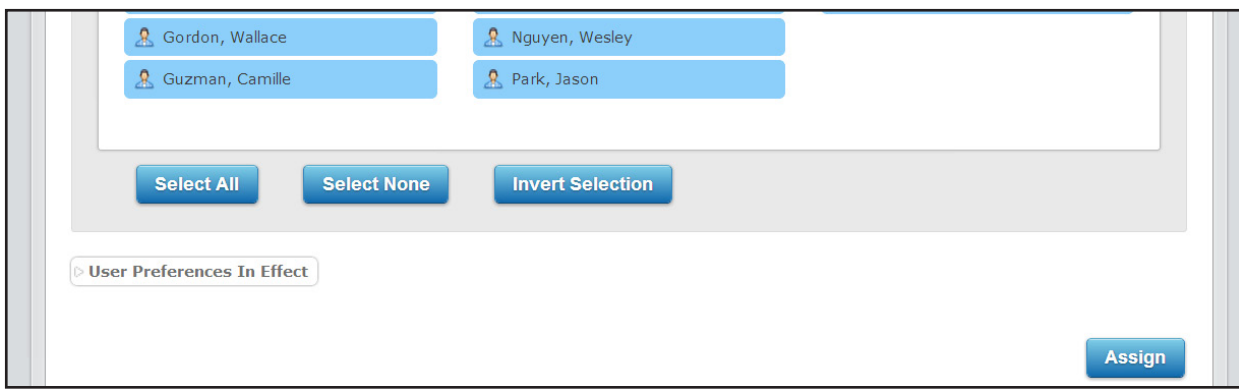 Gordon, Wallace
Nguyen, Wesley
Guzman, Camille
Park, Jason
Select All
Select None
Invert Selection
User Preferences In Effect
Assign